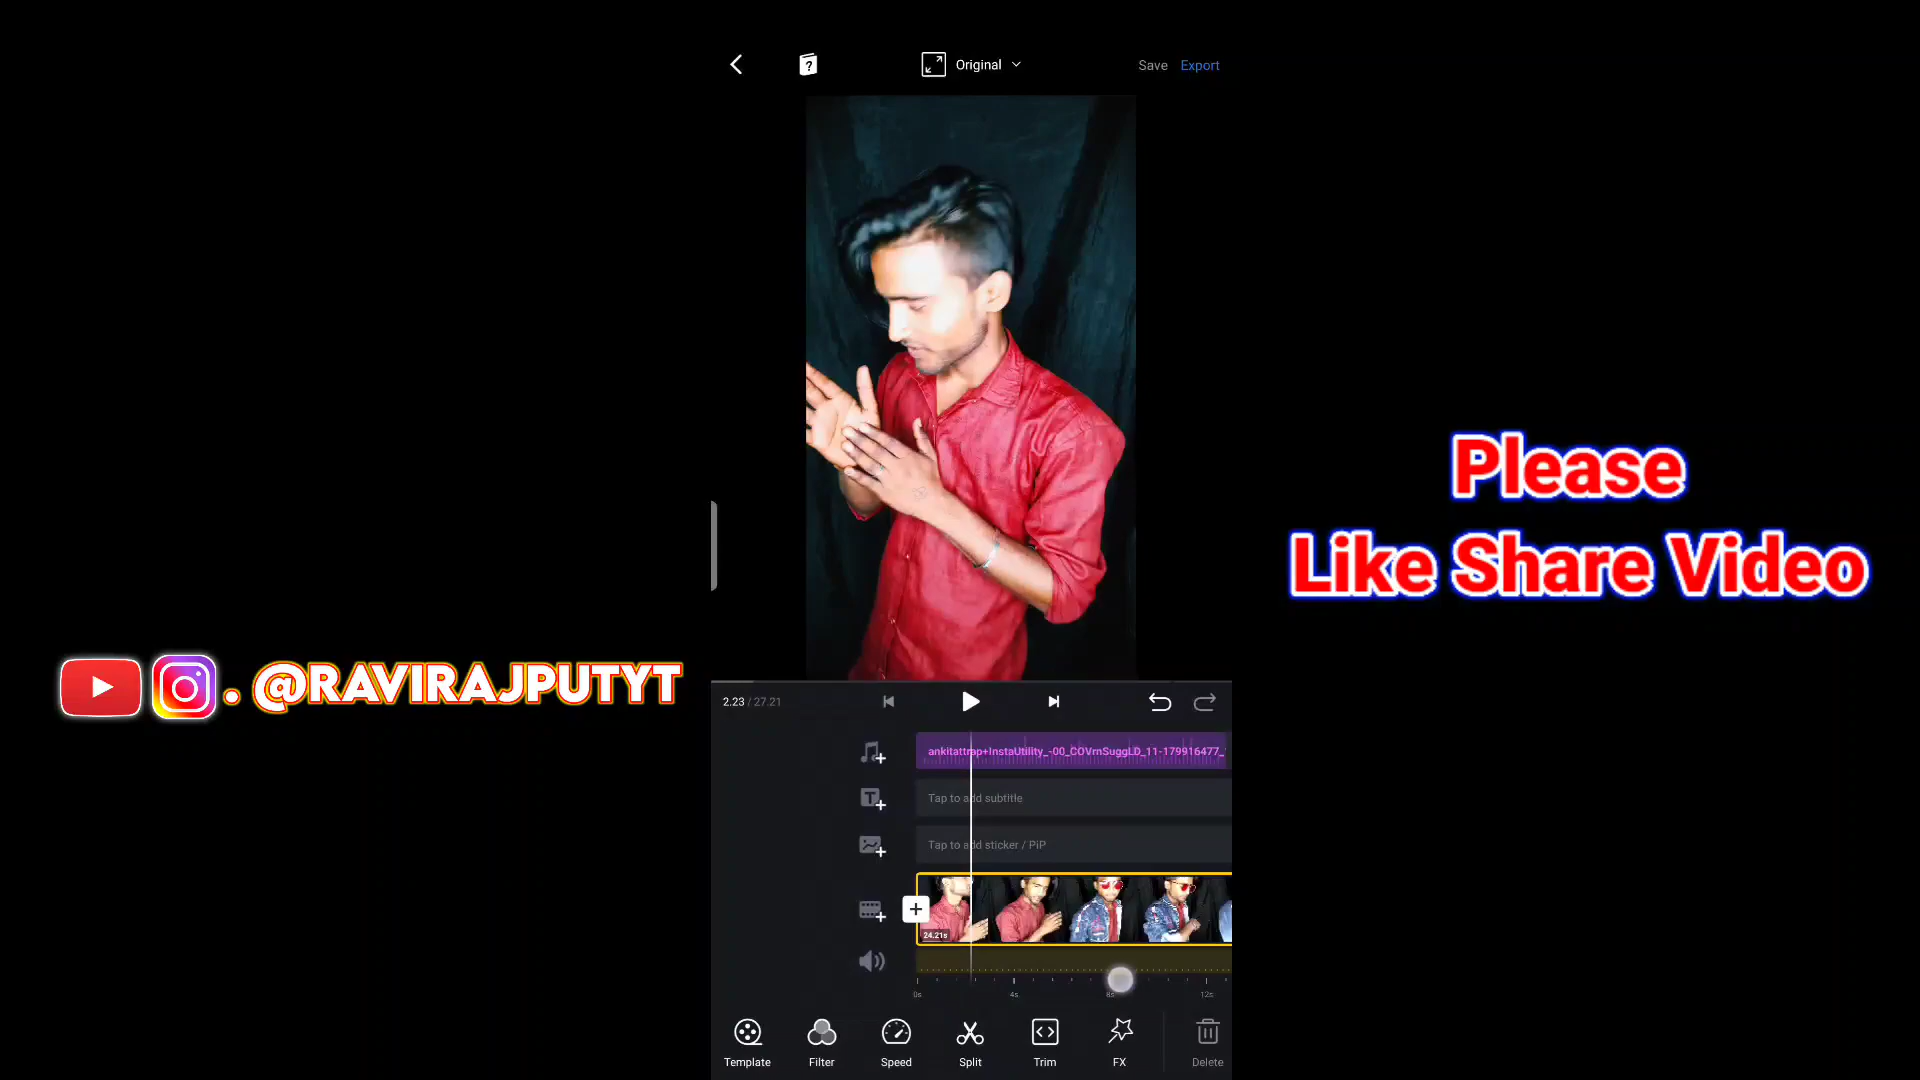 ?
Original
Save
Export
Please
Like Share Video
. @RAVIRAJPUTYT
2.23 / 27.21
ankitattrap+InstaUtility_-00_COVrnSuggLD_11-179916477_
Tap to add subtitle
Tap to add sticker / PiP
24.21s
0s 4s 8s 12s
Template Filter Speed Split Trim FX Delete